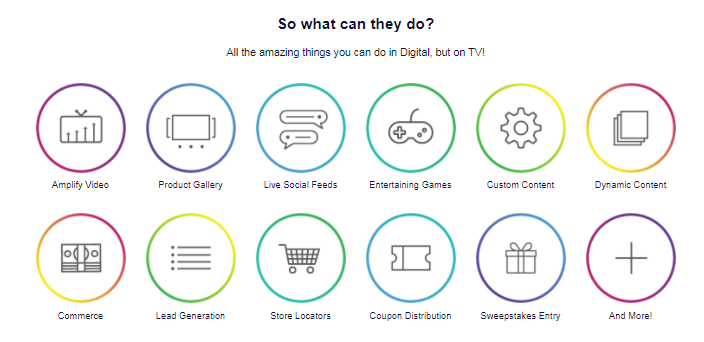 So what can they do?
All the amazing things you can do in Digital, but on TV!
Amplify Video
Product Gallery
Live Social Feeds
Entertaining Games
Custom Content
Dynamic Content
Commerce
Lead Generation
Store Locators
Coupon Distribution
Sweepstakes Entry
And More!